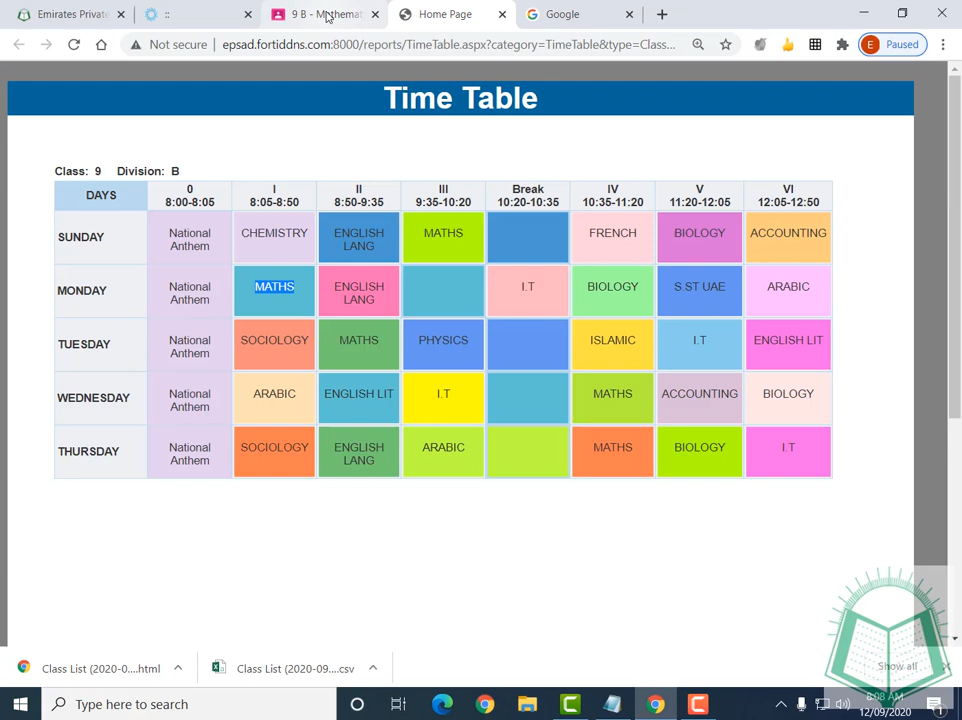 Emirates Private
::
9 B - Mathemat
Home Page
Google
Not secure
epsad.fortiddns.com:8000/reports/TimeTable.aspx?category=TimeTable&type=Class...
E Paused
Time Table
Class: 9 Division: B
DAYS
0
8:00-8:05
I
8:05-8:50
II
8:50-9:35
III
9:35-10:20
Break
10:20-10:35
IV
10:35-11:20
V
11:20-12:05
VI
12:05-12:50
SUNDAY
National
Anthem
CHEMISTRY
ENGLISH
LANG
MATHS
FRENCH
BIOLOGY
ACCOUNTING
MONDAY
National
Anthem
MATHS
ENGLISH
LANG
I.T
BIOLOGY
S.ST UAE
ARABIC
TUESDAY
National
Anthem
SOCIOLOGY
MATHS
PHYSICS
ISLAMIC
I.T
ENGLISH LIT
WEDNESDAY
National
Anthem
ARABIC
ENGLISH LIT
I.T
MATHS
ACCOUNTING
BIOLOGY
THURSDAY
National
Anthem
SOCIOLOGY
ENGLISH
LANG
ARABIC
MATHS
BIOLOGY
I.T
Class List (2020-0....html
Class List (2020-09....csv
Show all
Type here to search
8:08 AM
12/09/2020
1